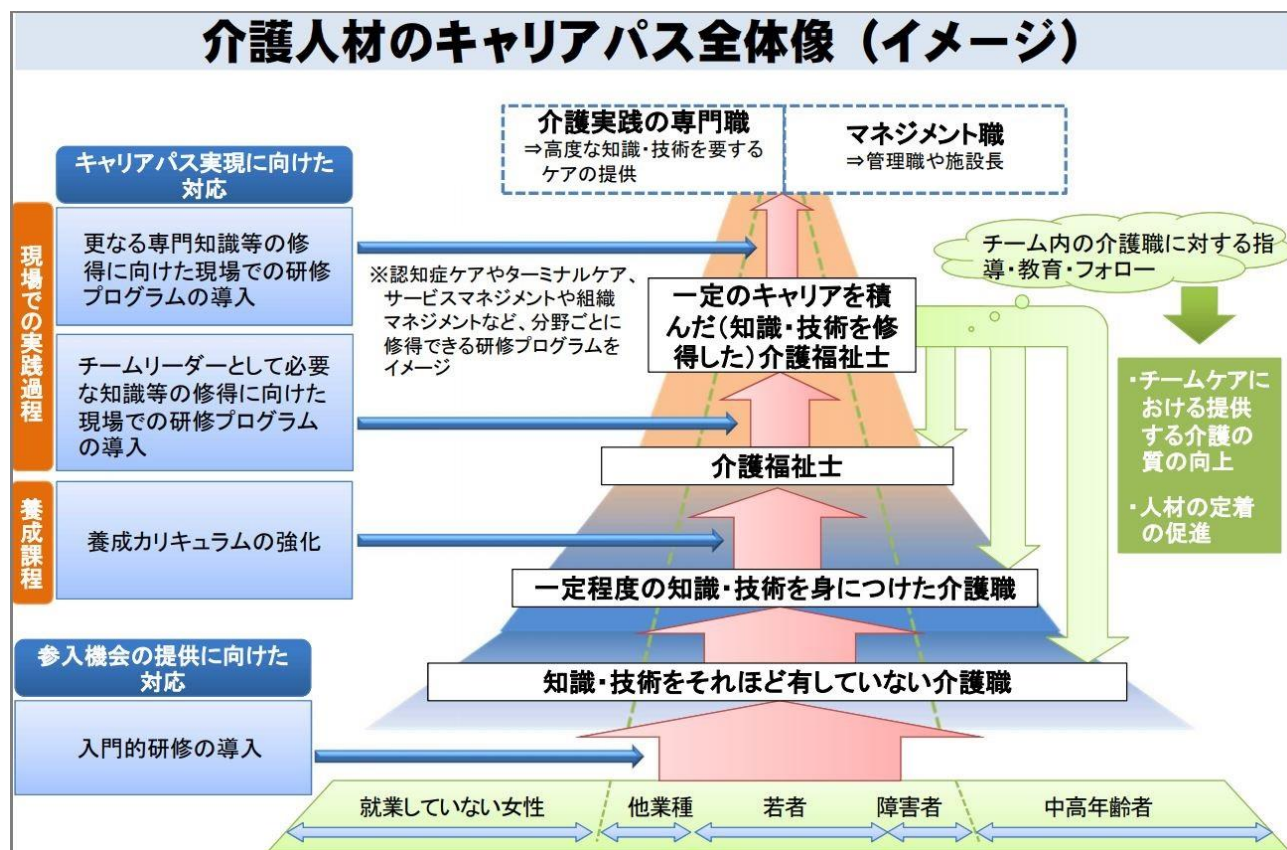 介護人材のキャリアパス全体像（イメージ）
介護実践の専門職
⇒高度な知識・技術を要する
ケアの提供
マネジメント職
⇒管理職や施設長
キャリアパス実現に向けた
対応
現場での実践過程
更なる専門知識等の修
得に向けた現場での研修
プログラムの導入
※認知症ケアやターミナルケア、
サービスマネジメントや組織
マネジメントなど、分野ごとに
修得できる研修プログラムを
イメージ
一定のキャリアを積
んだ（知識・技術を修
得した）介護福祉士
チーム内の介護職に対する指
導・教育・フォロー
チームリーダーとして必要
な知識等の修得に向けた
現場での研修プログラム
の導入
・チームケアに
おける提供
する介護の
質の向上
・人材の定着
の促進
介護福祉士
養成課程
養成カリキュラムの強化
一定程度の知識・技術を身につけた介護職
参入機会の提供に向けた
対応
知識・技術をそれほど有していない介護職
入門的研修の導入
就業していない女性
他業種
若者
障害者
中高年齢者